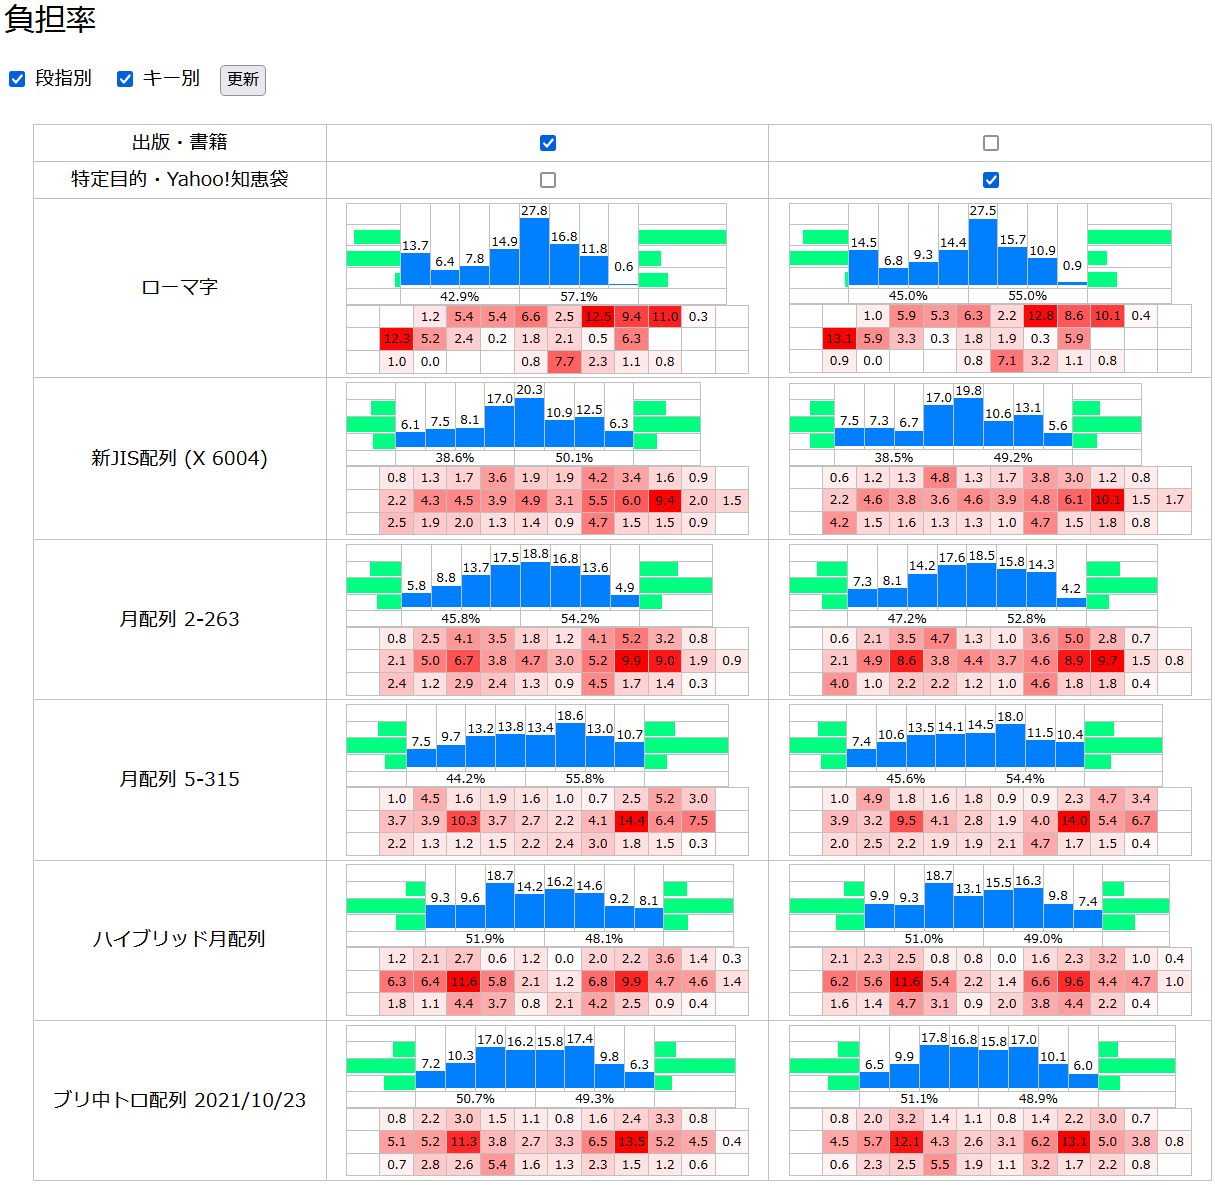 負担率
段指別 キー別 更新
出版・書籍
特定目的・Yahoo!知恵袋
ローマ字
13.7 6.4 7.8 14.9 27.8 16.8 11.8 0.6
42.9% 57.1%
1.2 5.4 5.4 6.6 2.5 12.5 9.4 11.0 0.3
12.3 5.2 2.4 0.2 1.8 2.1 0.5 6.3
1.0 0.0 0.8 7.7 2.3 1.1 0.8
14.5 6.8 9.3 14.4 27.5 15.7 10.9 0.9
45.0% 55.0%
1.0 5.9 5.3 6.3 2.2 12.8 8.6 10.1 0.4
13.1 5.9 3.3 0.3 1.8 1.9 0.3 5.9
0.9 0.0 0.8 7.1 3.2 1.1 0.8
新JIS配列 (X 6004)
6.1 7.5 8.1 17.0 20.3 10.9 12.5 6.3
38.6% 50.1%
0.8 1.3 1.7 3.6 1.9 1.9 4.2 3.4 1.6 0.9
2.2 4.3 4.5 3.9 4.9 3.1 5.5 6.0 9.4 2.0 1.5
2.5 1.9 2.0 1.3 1.4 0.9 4.7 1.5 1.5 0.9
7.5 7.3 6.7 17.0 19.8 10.6 13.1 5.6
38.5% 49.2%
0.6 1.2 1.3 4.8 1.3 1.7 3.8 3.0 1.2 0.8
2.2 4.6 3.8 3.6 4.6 3.9 4.8 6.1 10.1 1.5 1.7
4.2 1.5 1.6 1.3 1.3 1.0 4.7 1.5 1.8 0.8
月配列 2-263
5.8 8.8 13.7 17.5 18.8 16.8 13.6 4.9
45.8% 54.2%
0.8 2.5 4.1 3.5 1.8 1.2 4.1 5.2 3.2 0.8
2.1 5.0 6.7 3.8 4.7 3.0 5.2 9.9 9.0 1.9 0.9
2.4 1.2 2.9 2.4 1.3 0.9 4.5 1.7 1.4 0.3
7.3 8.1 14.2 17.6 18.5 15.8 14.3 4.2
47.2% 52.8%
0.6 2.1 3.5 4.7 1.3 1.0 3.6 5.0 2.8 0.7
2.1 4.9 8.6 3.8 4.4 3.7 4.6 8.9 9.7 1.5 0.8
4.0 1.0 2.2 2.2 1.2 1.0 4.6 1.8 1.8 0.4
月配列 5-315
7.5 9.7 13.2 13.8 13.4 18.6 13.0 10.7
44.2% 55.8%
1.0 4.5 1.6 1.9 1.6 1.0 0.7 2.5 5.2 3.0
3.7 3.9 10.3 3.7 2.7 2.2 4.1 14.4 6.4 7.5
2.2 1.3 1.2 1.5 2.2 2.4 3.0 1.8 1.5 0.3
7.4 10.6 13.5 14.1 14.5 18.0 11.5 10.4
45.6% 54.4%
1.0 4.9 1.8 1.6 1.8 0.9 0.9 2.3 4.7 3.4
3.9 3.2 9.5 4.1 2.8 1.9 4.0 14.0 5.4 6.7
2.0 2.5 2.2 1.9 1.9 2.1 4.7 1.7 1.5 0.4
ハイブリッド月配列
9.3 9.6 18.7 14.2 16.2 14.6 9.2 8.1
51.9% 48.1%
1.2 2.1 2.7 0.6 1.2 0.0 2.0 2.2 3.6 1.4 0.3
6.3 6.4 11.6 5.8 2.1 1.2 6.8 9.9 4.7 4.6 1.4
1.8 1.1 4.4 3.7 0.8 2.1 4.2 2.5 0.9 0.4
9.9 9.3 18.7 13.1 15.5 16.3 9.8 7.4
51.0% 49.0%
2.1 2.3 2.5 0.8 0.8 0.0 1.6 2.3 3.2 1.0 0.4
6.2 5.6 11.6 5.4 2.2 1.4 6.6 9.6 4.4 4.7 1.0
1.6 1.4 4.7 3.1 0.9 2.0 3.8 4.4 2.2 0.4
ブリ中トロ配列 2021/10/23
7.2 10.3 17.0 16.2 15.8 17.4 9.8 6.3
50.7% 49.3%
0.8 2.2 3.0 1.5 1.1 0.8 1.6 2.4 3.3 0.8
5.1 5.2 11.3 3.8 2.7 3.3 6.5 13.5 5.2 4.5 0.4
0.7 2.8 2.6 5.4 1.6 1.3 2.3 1.5 1.2 0.6
6.5 9.9 17.8 16.8 15.8 17.0 10.1 6.0
51.1% 48.9%
0.8 2.0 3.2 1.4 1.1 0.8 1.4 2.2 3.0 0.7
4.5 5.7 12.1 4.3 2.6 3.1 6.2 13.1 5.0 3.8 0.8
0.6 2.3 2.5 5.5 1.9 1.1 3.2 1.7 2.2 0.8